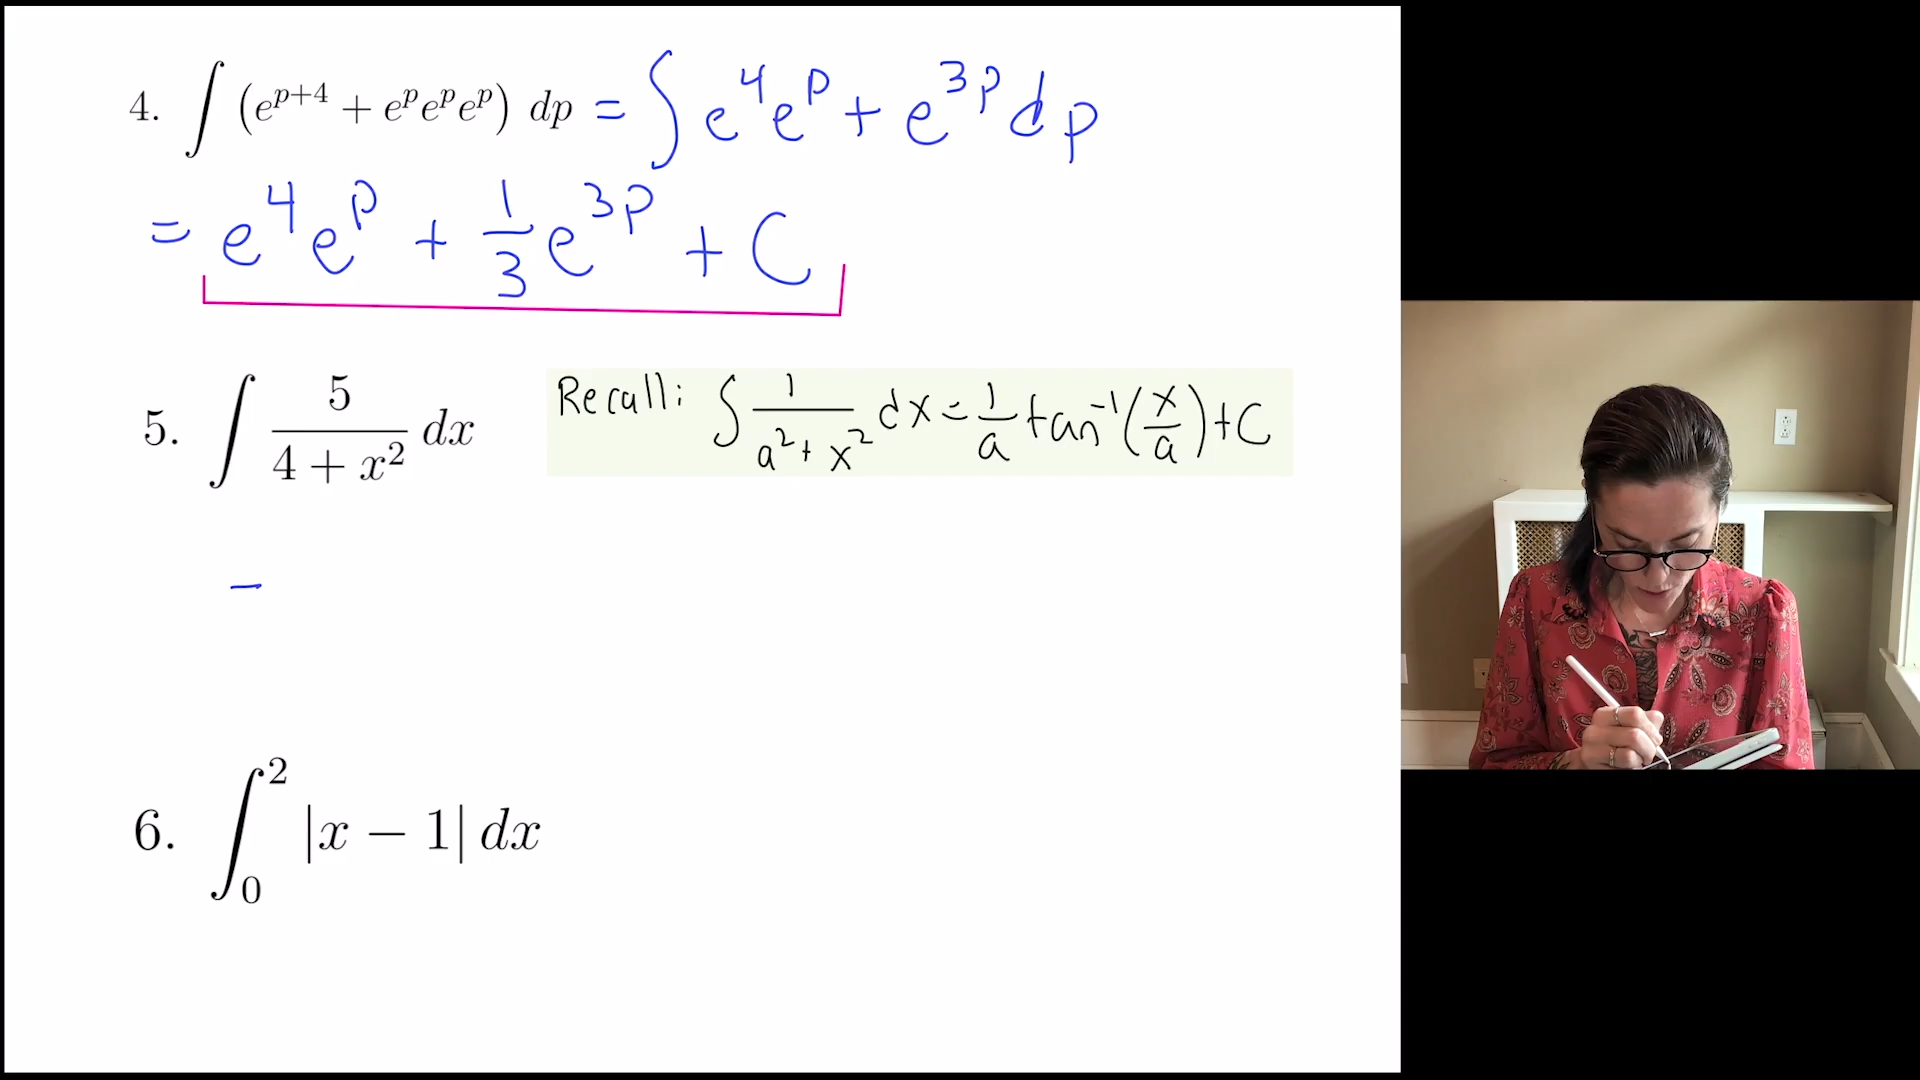 4. ∫ (e^{p+4} + e^p e^p e^p) dp = ∫ e^4 e^p + e^{3p} dp
= e^4 e^p + 1/3 e^{3p} + C
5. ∫ 5/(4 + x^2) dx Recall: ∫ 1/(a^2 + x^2) dx = 1/a tan^{-1}(x/a) + C
–
6. ∫_0^2 |x − 1| dx